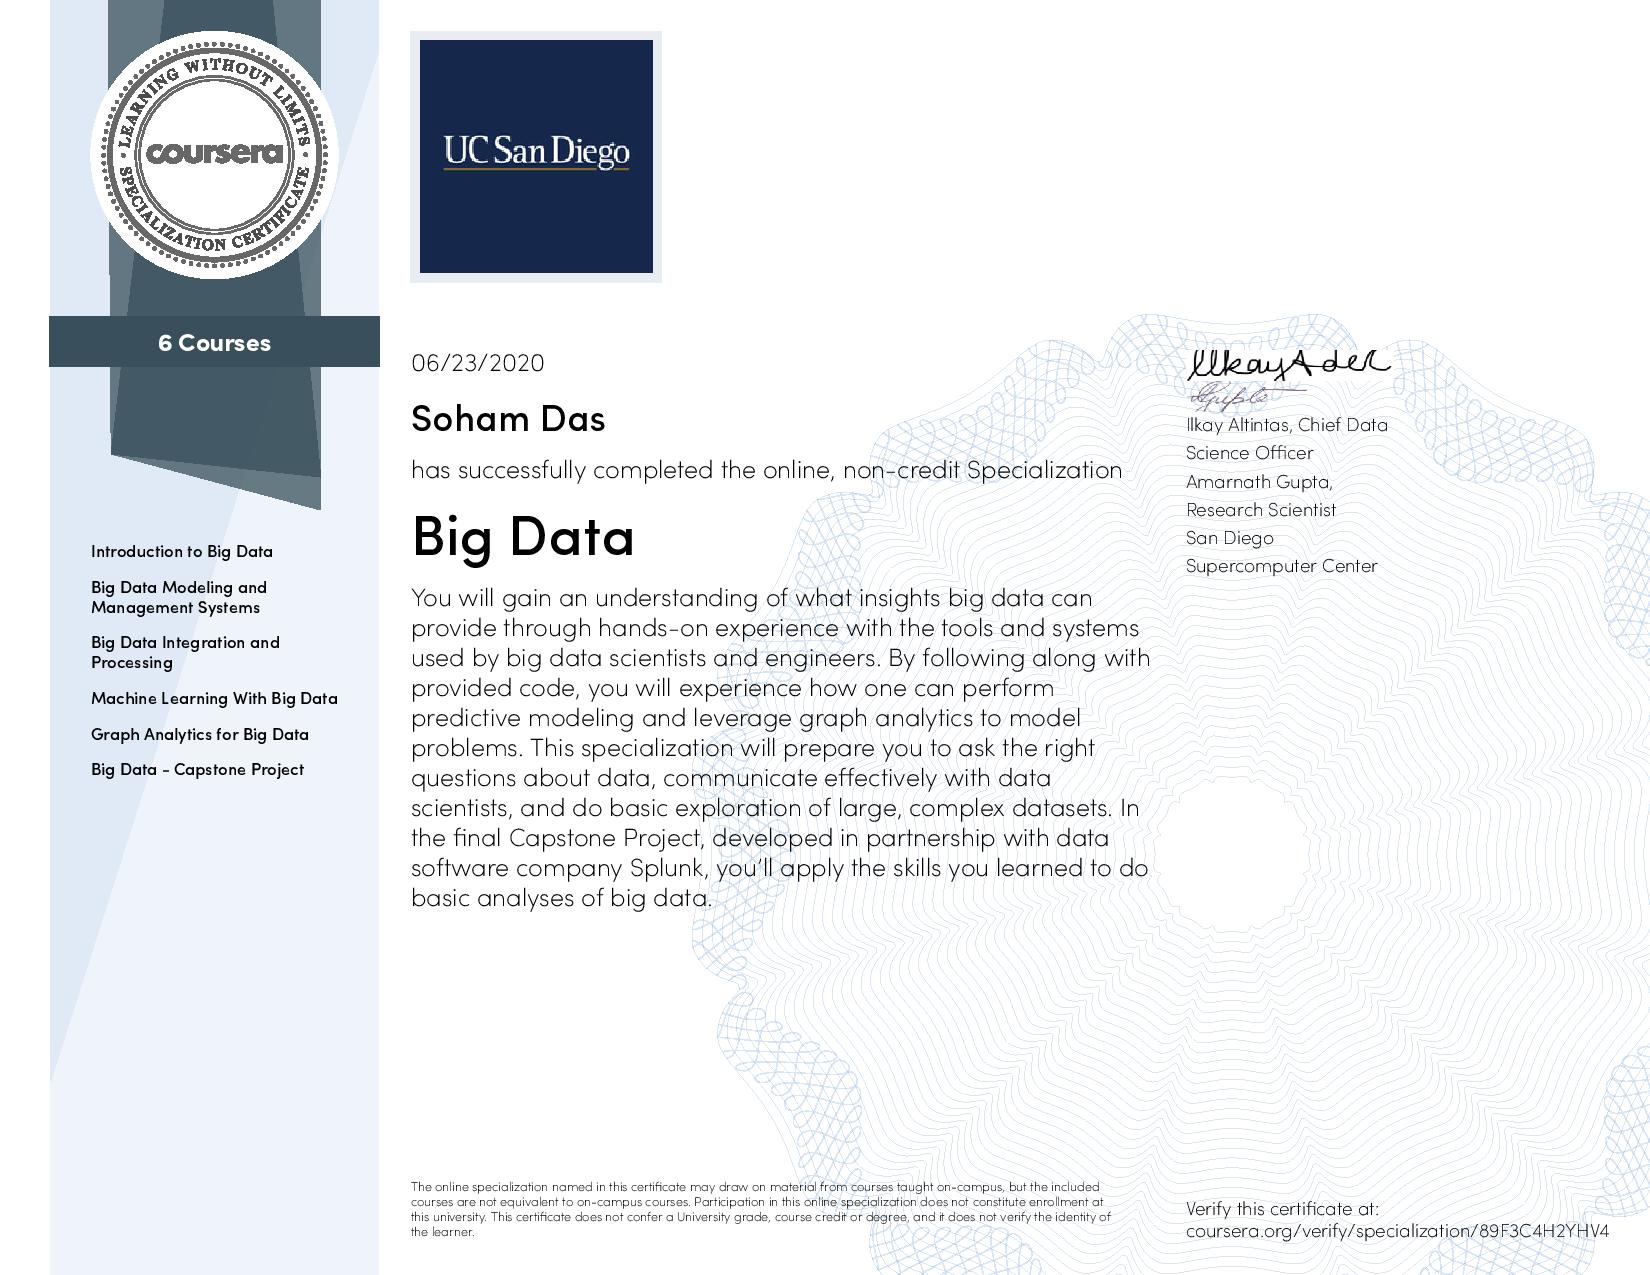 LEARNING WITHOUT LIMITS
coursera
SPECIALIZATION CERTIFICATE
6 Courses
Introduction to Big Data
Big Data Modeling and
Management Systems
Big Data Integration and
Processing
Machine Learning With Big Data
Graph Analytics for Big Data
Big Data - Capstone Project
UC San Diego
06/23/2020
Soham Das
has successfully completed the online, non-credit Specialization
Big Data
You will gain an understanding of what insights big data can
provide through hands-on experience with the tools and systems
used by big data scientists and engineers. By following along with
provided code, you will experience how one can perform
predictive modeling and leverage graph analytics to model
problems. This specialization will prepare you to ask the right
questions about data, communicate effectively with data
scientists, and do basic exploration of large, complex datasets. In
the final Capstone Project, developed in partnership with data
software company Splunk, you'll apply the skills you learned to do
basic analyses of big data.
Ilkay Altintas, Chief Data
Science Officer
Amarnath Gupta,
Research Scientist
San Diego
Supercomputer Center
The online specialization named in this certificate may draw on material from courses taught on-campus, but the included
courses are not equivalent to on-campus courses. Participation in this online specialization does not constitute enrollment at
this university. This certificate does not confer a University grade, course credit or degree, and it does not verify the identity of
the learner.
Verify this certificate at:
coursera.org/verify/specialization/89F3C4H2YHV4